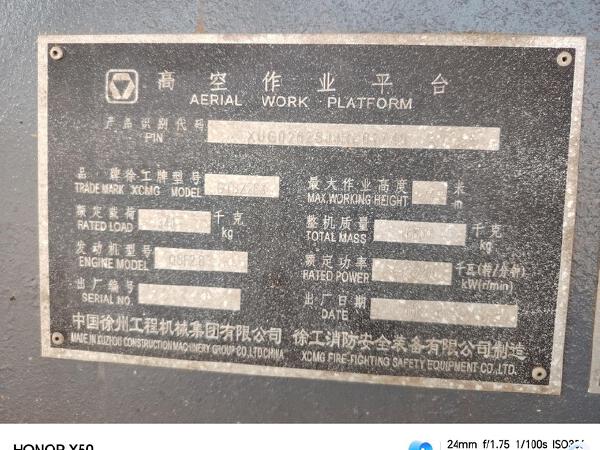 高空作业平台
AERIAL WORK PLATFORM
产品识别代码
PIN
品 牌 徐工牌 型号
TRADE MARK XCMG MODEL
最大作业高度 米
MAX.WORKING HEIGHT m
额定载荷 千克
RATED LOAD kg
整机质量 千克
TOTAL MASS kg
发动机型号 QSF2.8
ENGINE MODEL
额定功率 千瓦(转/分钟)
RATED POWER kW(r/min)
出厂编号
SERIAL NO.
出厂日期
DATE
中国徐州工程机械集团有限公司 徐工消防安全装备有限公司制造
MADE IN XUZHOU CONSTRUCTION MACHINERY GROUP CO.,LTD.CHINA XCMG FIRE-FIGHTING SAFETY EQUIPMENT CO.,LTD.
HONOR X50
24mm f/1.75 1/100s